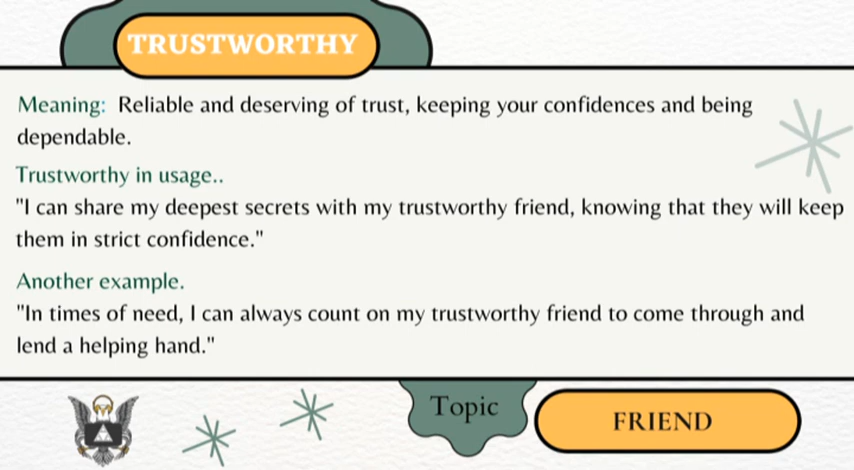 TRUSTWORTHY
Meaning: Reliable and deserving of trust, keeping your confidences and being
dependable.
Trustworthy in usage..
"I can share my deepest secrets with my trustworthy friend, knowing that they will keep
them in strict confidence."
Another example.
"In times of need, I can always count on my trustworthy friend to come through and
lend a helping hand."
Topic
FRIEND